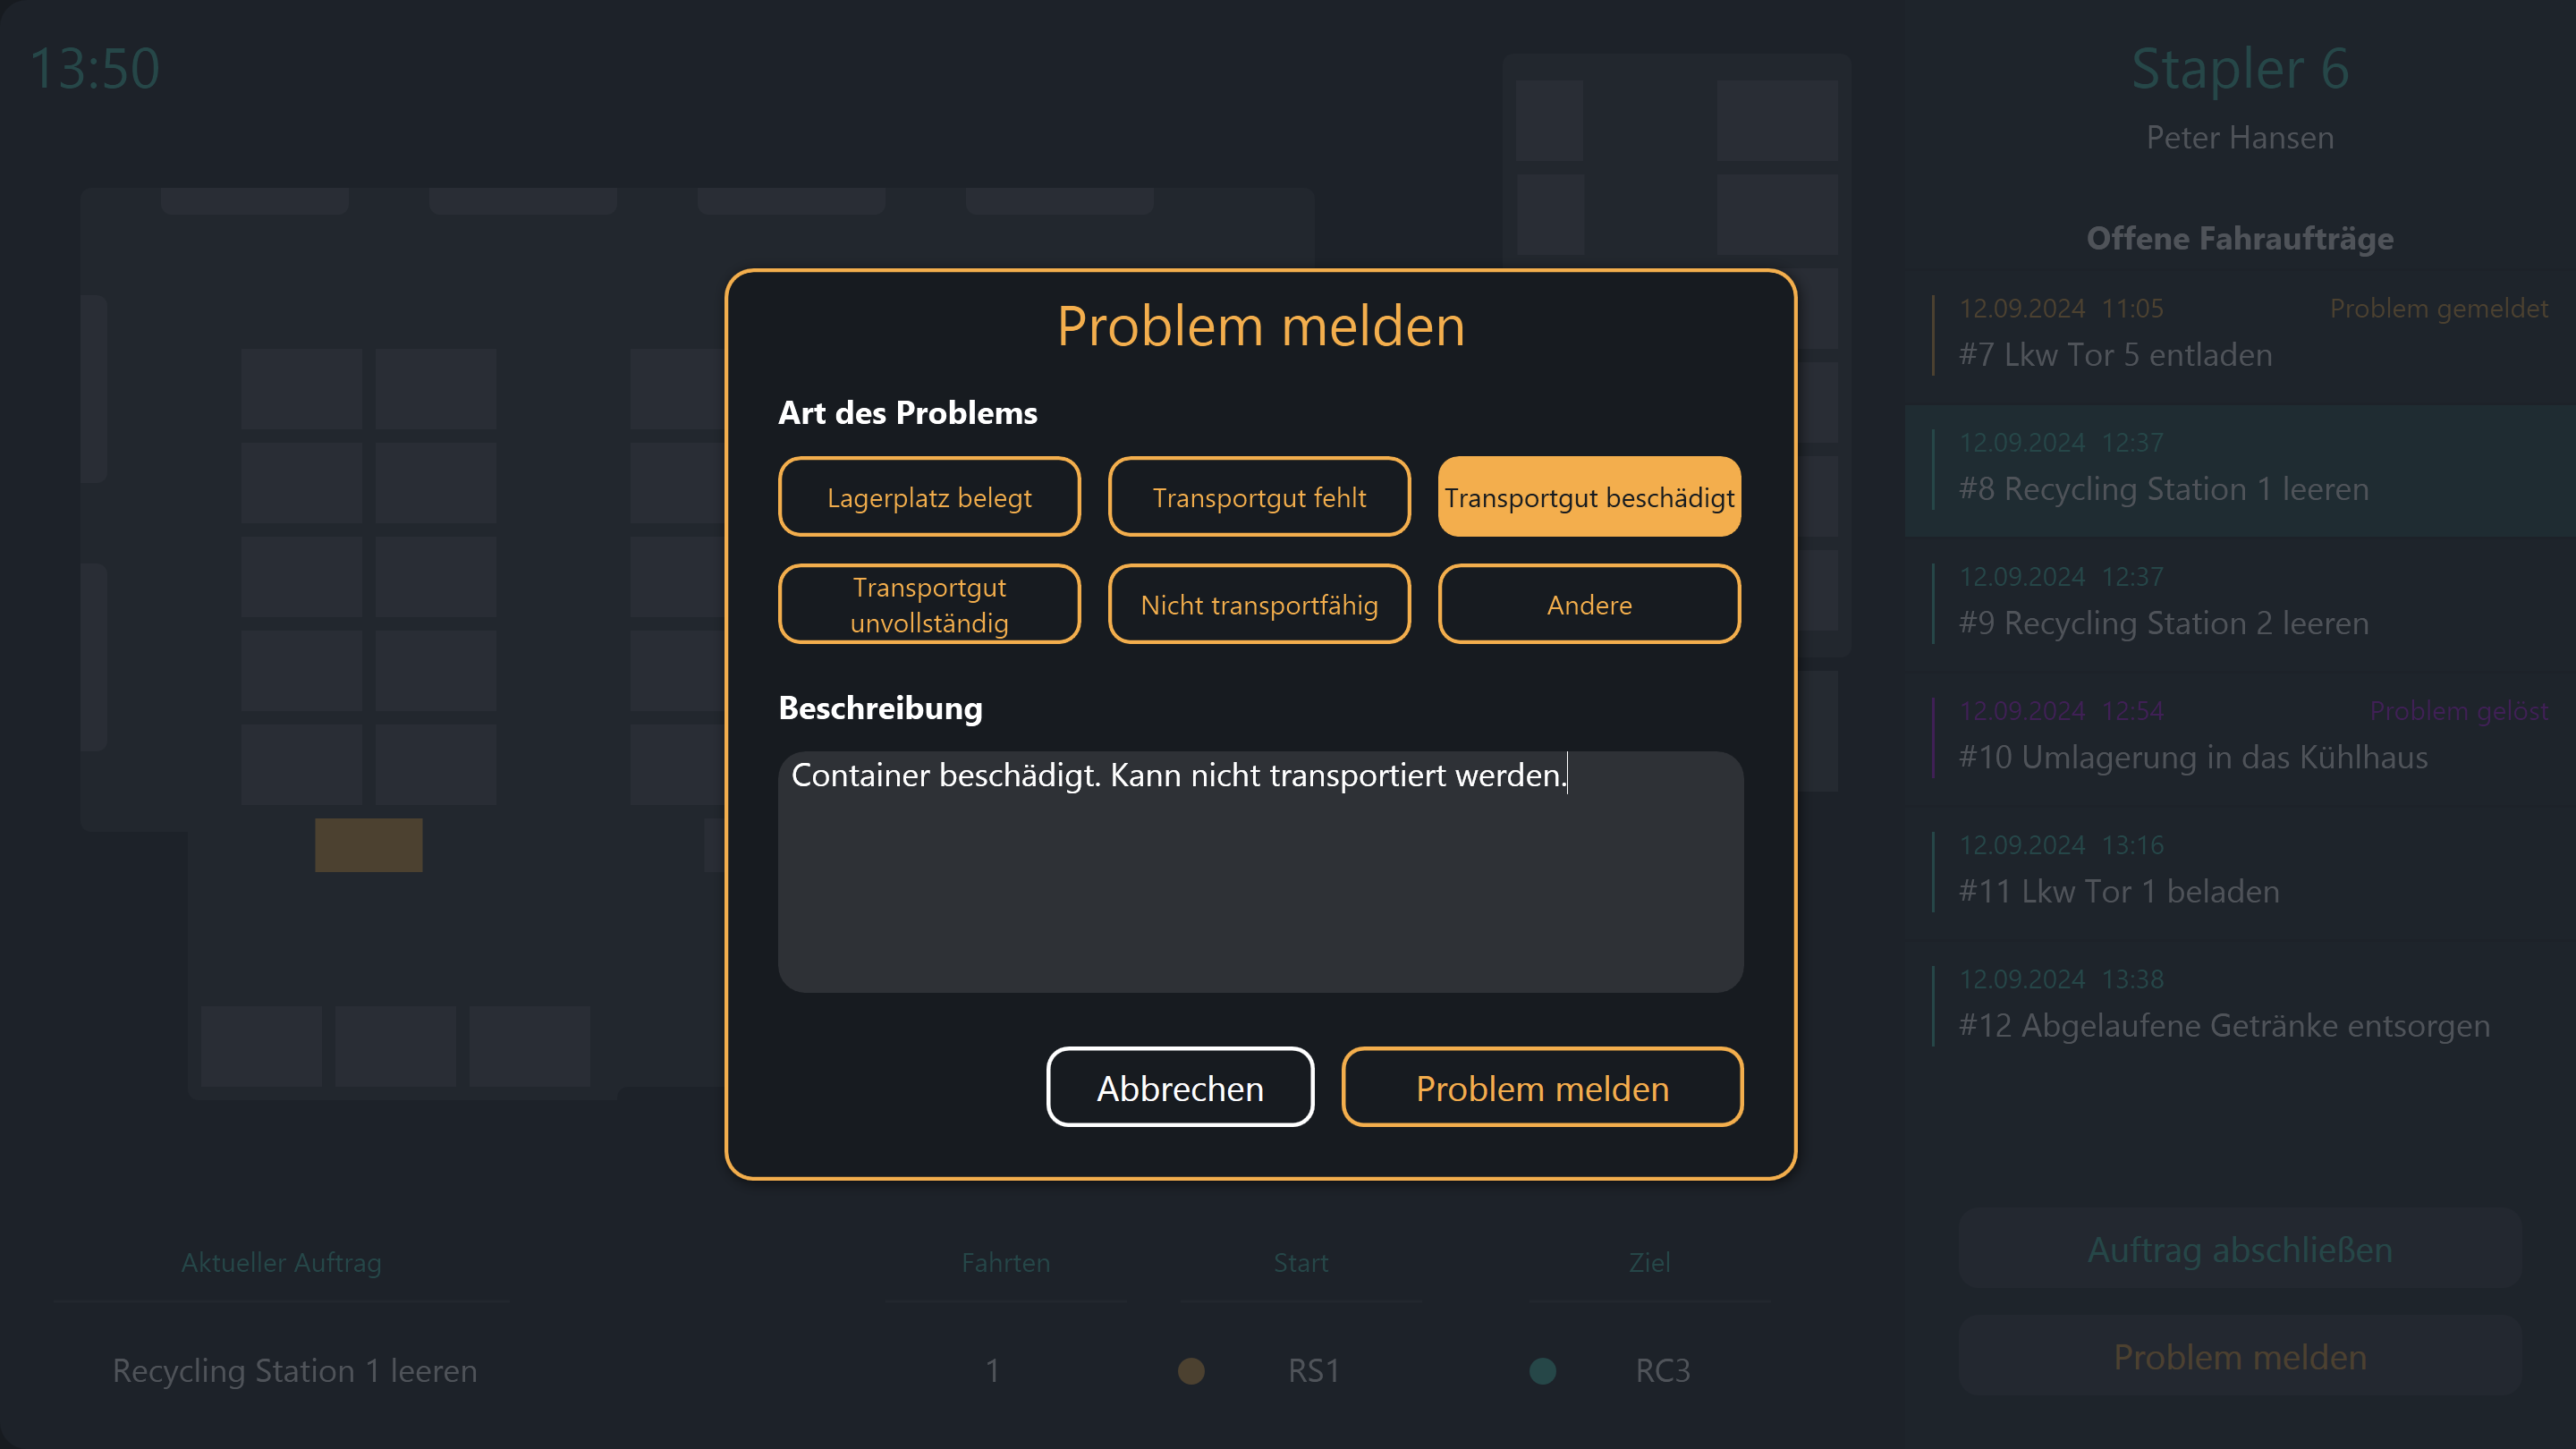 13:50
Stapler 6
Peter Hansen
Offene Fahraufträge
12.09.2024 11:05 Problem gemeldet
#7 Lkw Tor 5 entladen
12.09.2024 12:37
#8 Recycling Station 1 leeren
12.09.2024 12:37
#9 Recycling Station 2 leeren
12.09.2024 12:54 Problem gelöst
#10 Umlagerung in das Kühlhaus
12.09.2024 13:16
#11 Lkw Tor 1 beladen
12.09.2024 13:38
#12 Abgelaufene Getränke entsorgen
Problem melden
Art des Problems
Lagerplatz belegt
Transportgut fehlt
Transportgut beschädigt
Transportgut
unvollständig
Nicht transportfähig
Andere
Beschreibung
Container beschädigt. Kann nicht transportiert werden.
Abbrechen
Problem melden
Aktueller Auftrag
Fahrten
Start
Ziel
Recycling Station 1 leeren
1
RS1
RC3
Auftrag abschließen
Problem melden